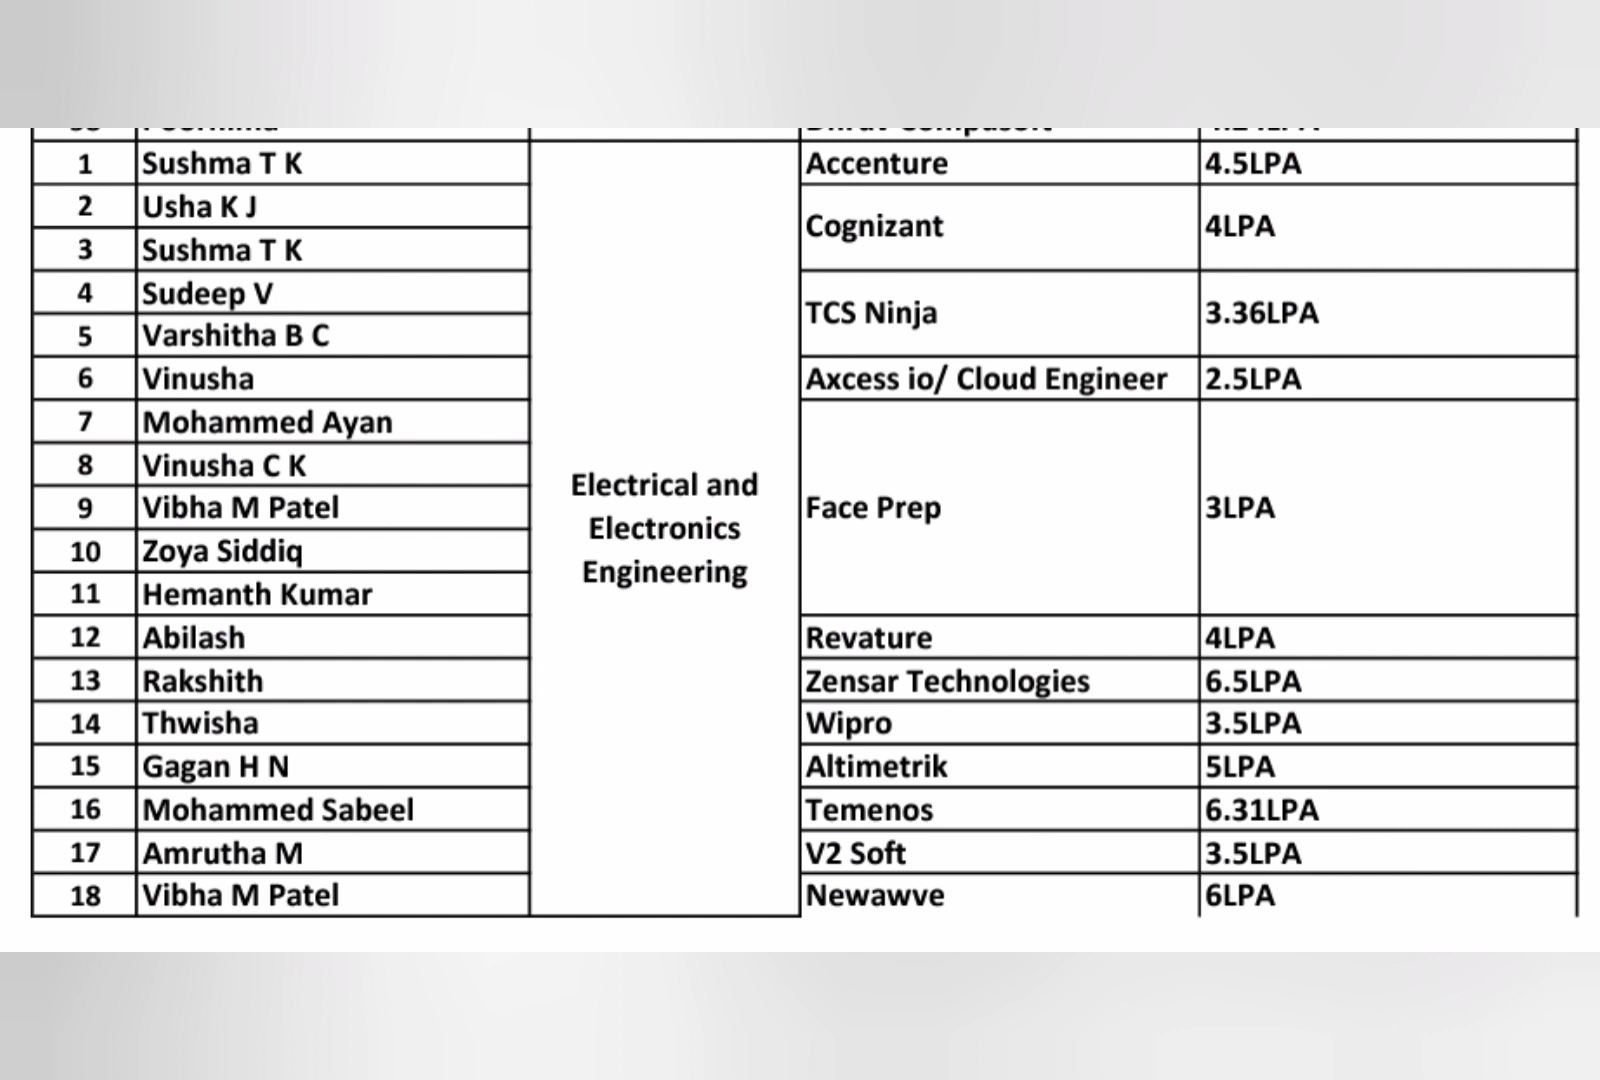 1 Sushma T K Accenture 4.5LPA
2 Usha K J
Cognizant 4LPA
3 Sushma T K
4 Sudeep V
TCS Ninja 3.36LPA
5 Varshitha B C
6 Vinusha Axcess io/ Cloud Engineer 2.5LPA
7 Mohammed Ayan
8 Vinusha C K
Electrical and
9 Vibha M Patel Face Prep 3LPA
Electronics
10 Zoya Siddiq
Engineering
11 Hemanth Kumar
12 Abilash Revature 4LPA
13 Rakshith Zensar Technologies 6.5LPA
14 Thwisha Wipro 3.5LPA
15 Gagan H N Altimetrik 5LPA
16 Mohammed Sabeel Temenos 6.31LPA
17 Amrutha M V2 Soft 3.5LPA
18 Vibha M Patel Newawve 6LPA